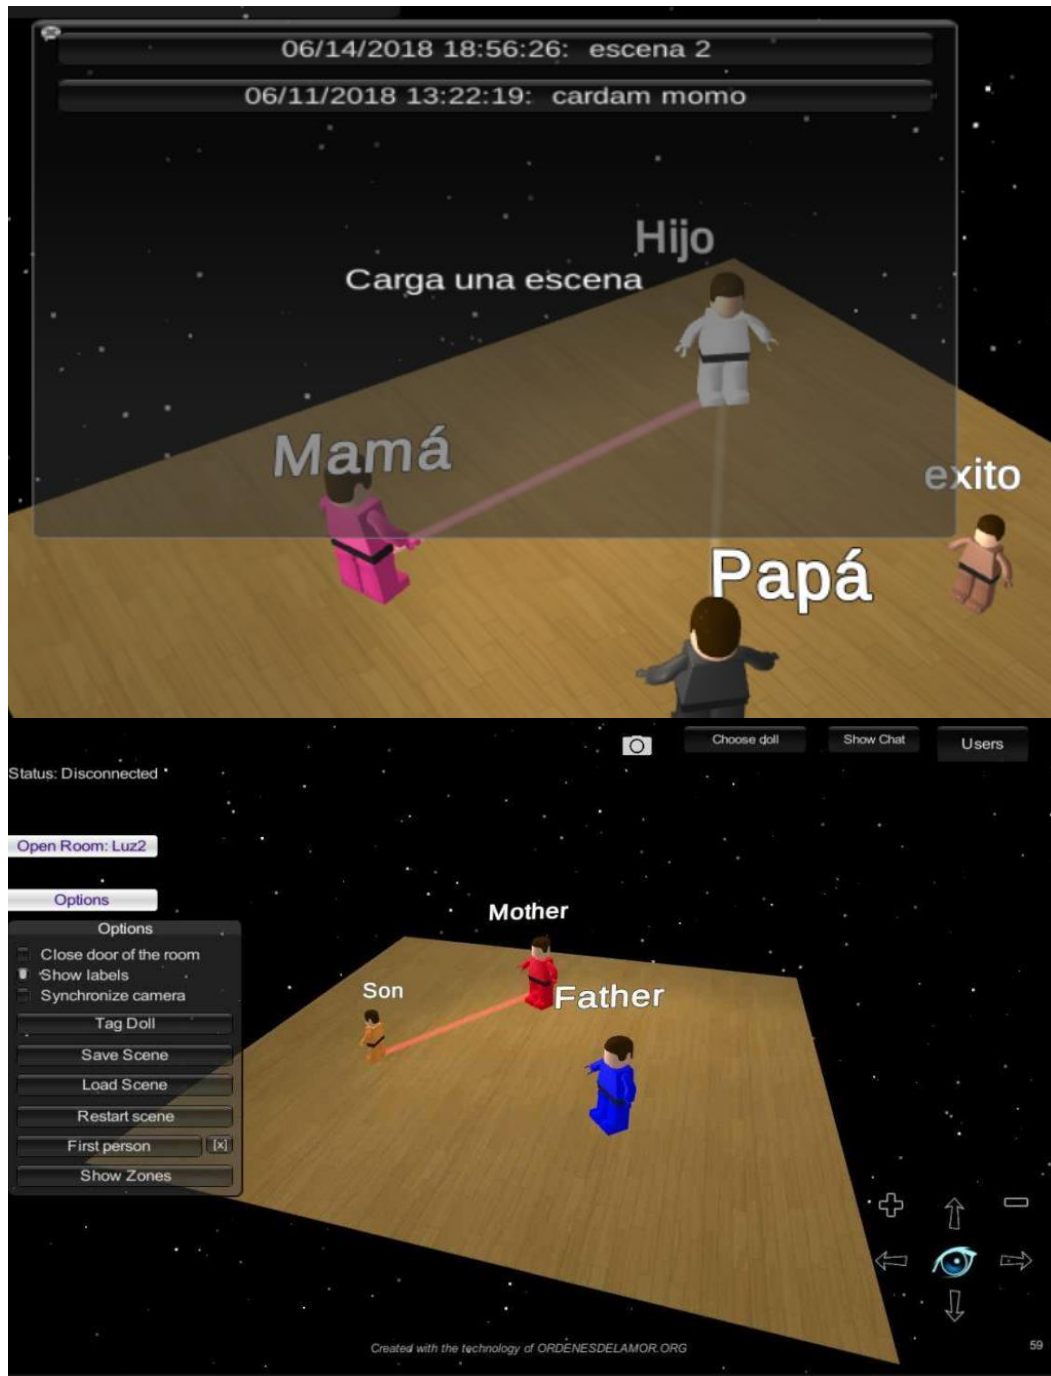 06/14/2018 18:56:26: escena 2
06/11/2018 13:22:19: cardam momo
Hijo
Carga una escena
Mamá
exito
Papá
Choose doll
Show Chat
Users
Status: Disconnected
Open Room: Luz2
Options
Options
Close door of the room
Show labels
Synchronize camera
Tag Doll
Save Scene
Load Scene
Restart scene
First person [x]
Show Zones
Mother
Son
Father
Created with the technology of ORDENESDELAMOR.ORG
59